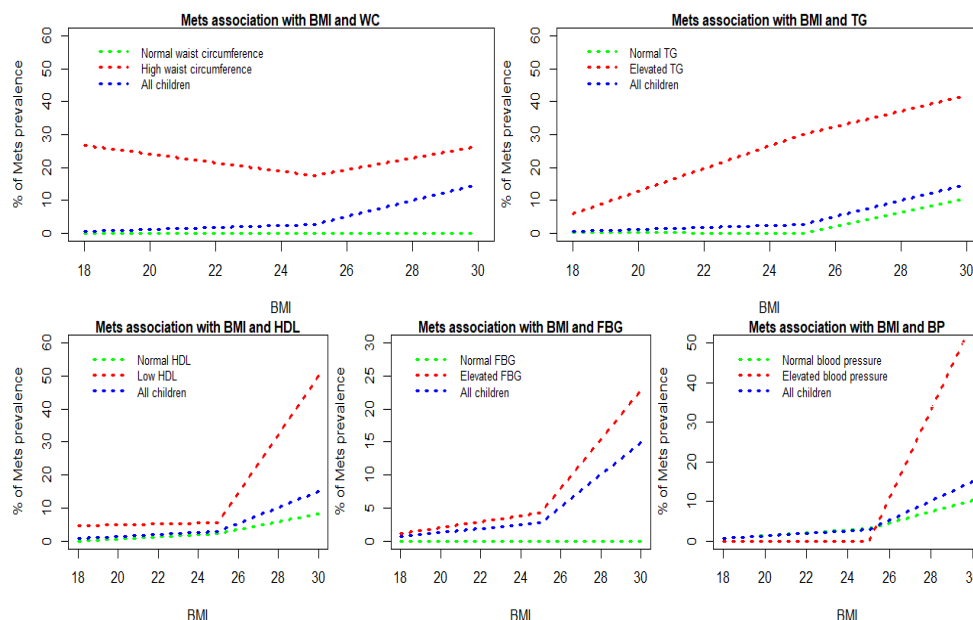 Mets association with BMI and WC
% of Mets prevalence
60
50
40
30
20
10
0
Normal waist circumference
High waist circumference
All children
18 20 22 24 26 28 30
BMI
Mets association with BMI and TG
% of Mets prevalence
60
50
40
30
20
10
0
Normal TG
Elevated TG
All children
18 20 22 24 26 28 30
BMI
Mets association with BMI and HDL
% of Mets prevalence
60
50
40
30
20
10
0
Normal HDL
Low HDL
All children
18 20 22 24 26 28 30
BMI
Mets association with BMI and FBG
% of Mets prevalence
30
25
20
15
10
5
0
Normal FBG
Elevated FBG
All children
18 20 22 24 26 28 30
BMI
Mets association with BMI and BP
% of Mets prevalence
50
40
30
20
10
0
Normal blood pressure
Elevated blood pressure
All children
18 20 22 24 26 28 30
BMI